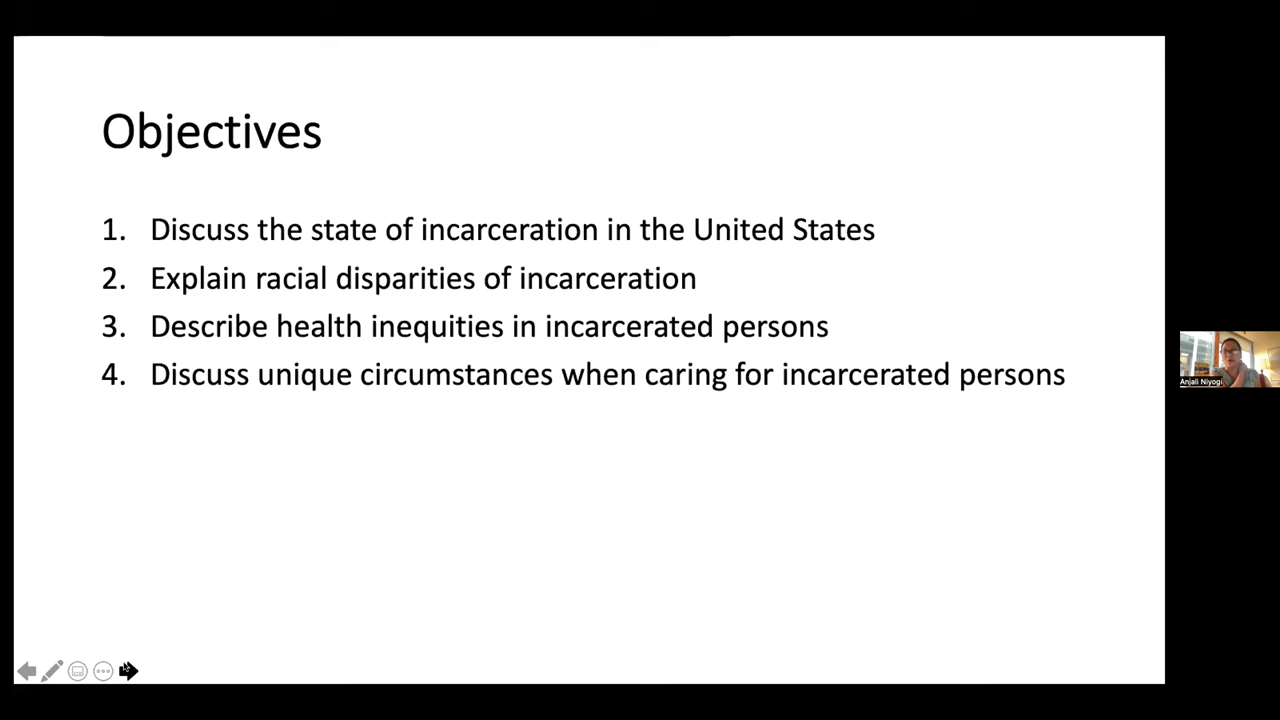 Objectives
1. Discuss the state of incarceration in the United States
2. Explain racial disparities of incarceration
3. Describe health inequities in incarcerated persons
4. Discuss unique circumstances when caring for incarcerated persons
Anjali Niyogi